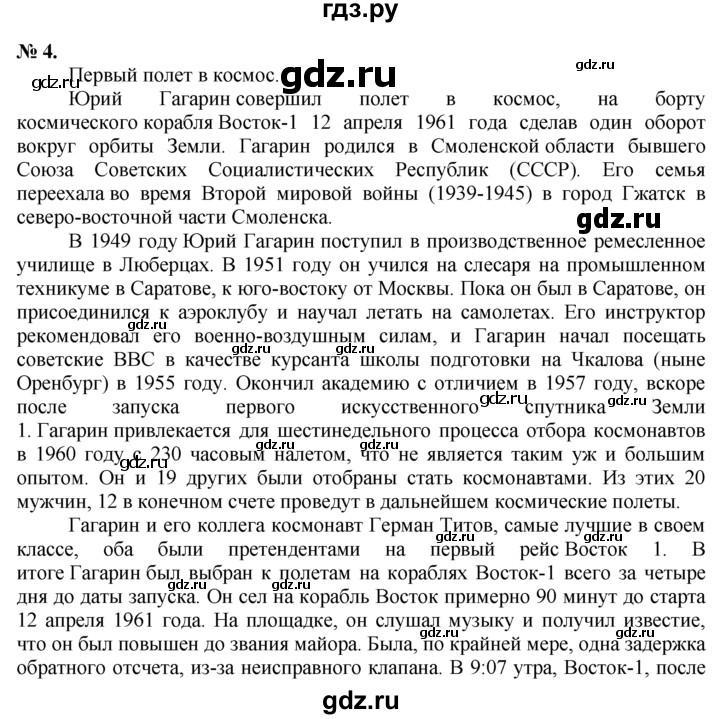 гдз.ру
№ 4.
Первый полет в космос.
gdz.ru
gdz.ru
Юрий Гагарин совершил полет в космос, на борту
космического корабля Восток-1 12 апреля 1961 года сделав один оборот
gdz.ru
вокруг орбиты Земли. Гагарин родился в Смоленской области бывшего
Союза Советских Социалистических Республик (СССР). Его семья
переехала во время Второй мировой войны (1939-1945) в город Гжатск в
северо-восточной части Смоленска.
gdz.ru
В 1949 году Юрий Гагарин поступил в производственное ремесленное
училище в Люберцах. В 1951 году он учился на слесаря на промышленном
gdz.ru
техникуме в Саратове, к юго-востоку от Москвы. Пока он был в Саратове, он
присоединился к аэроклубу и научал летать на самолетах. Его инструктор
рекомендовал его военно-воздушным силам, и Гагарин начал посещать
gdz.ru
советские ВВС в качестве курсанта школы подготовки на Чкалова (ныне
Оренбург) в 1955 году. Окончил академию с отличием в 1957 году, вскоре
после запуска первого искусственного спутника Земли
gdz.ru
gdz.ru
1. Гагарин привлекается для шестинедельного процесса отбора космонавтов
в 1960 году с 230 часовым налетом, что не является таким уж и большим
gdz.ru
опытом. Он и 19 других были отобраны стать космонавтами. Из этих 20
мужчин, 12 в конечном счете проведут в дальнейшем космические полеты.
Гагарин и его коллега космонавт Герман Титов, самые лучшие в своем
gdz.ru
gdz.ru
классе, оба были претендентами на первый рейс Восток 1. В
итоге Гагарин был выбран к полетам на кораблях Восток-1 всего за четыре
gdz.ru
дня до даты запуска. Он сел на корабль Восток примерно 90 минут до старта
12 апреля 1961 года. На площадке, он слушал музыку и получил известие,
gdz.ru
gdz.ru
что он был повышен до звания майора. Была, по крайней мере, одна задержка
обратного отсчета, из-за неисправного клапана. В 9:07 утра, Восток-1, после
gdz.ru